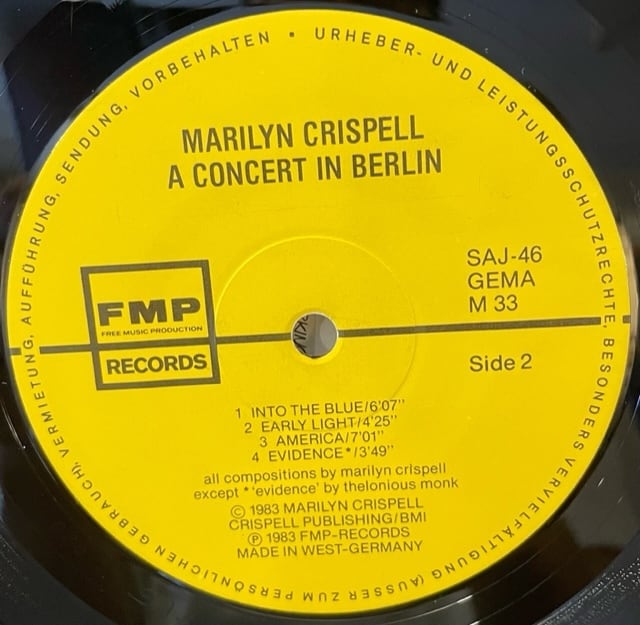 URHEBER- UND LEISTUNGSSCHUTZRECHTE, BESONDERS VERVIELFÄLTIGUNG (AUSSER ZUM PERSÖNLICHEN GEBRAUCH), VERMIETUNG, AUFFÜHRUNG, SENDUNG, VORBEHALTEN •
MARILYN CRISPELL
A CONCERT IN BERLIN
FMP
FREE MUSIC PRODUCTION
RECORDS
SAJ-46
GEMA
M 33
Side 2
1 INTO THE BLUE/6'07''
2 EARLY LIGHT/4'25''
3 AMERICA/7'01''
4 EVIDENCE*/3'49''
all compositions by marilyn crispell
except * 'evidence' by thelonious monk
© 1983 MARILYN CRISPELL
CRISPELL PUBLISHING/BMI
℗ 1983 FMP-RECORDS
MADE IN WEST-GERMANY